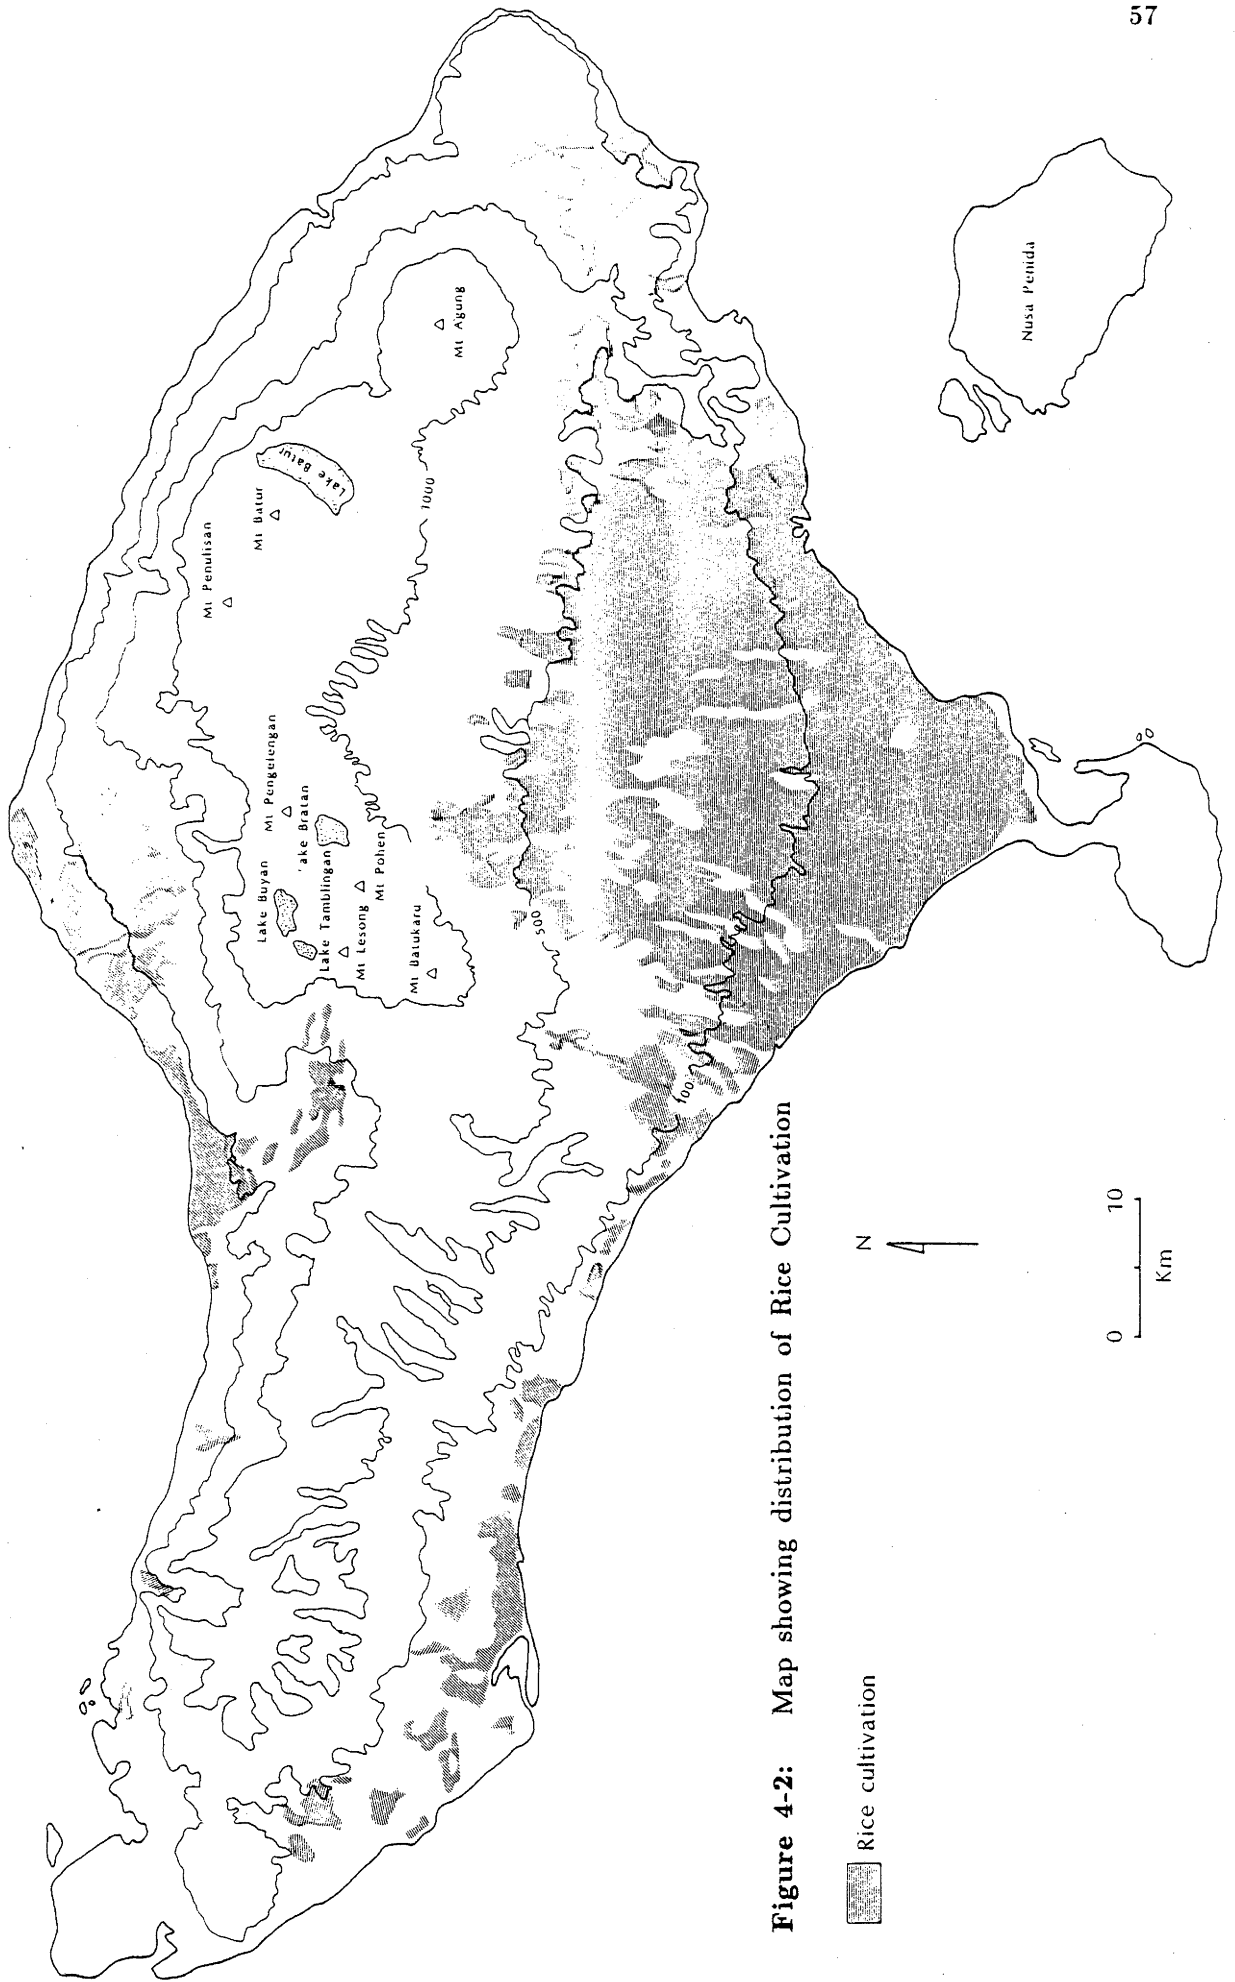 57
Mt Penulisan
Mt Batur
Lake Batur
Mt Agung
1000
Mt Pengelengan
Lake Buyan
ake Bratan
Lake Tamblingan
Mt Lesong
Mt Pohen
Mt Batukaru
500
100
Nusa Penida
Figure 4-2: Map showing distribution of Rice Cultivation
Rice cultivation
N
0 10
Km